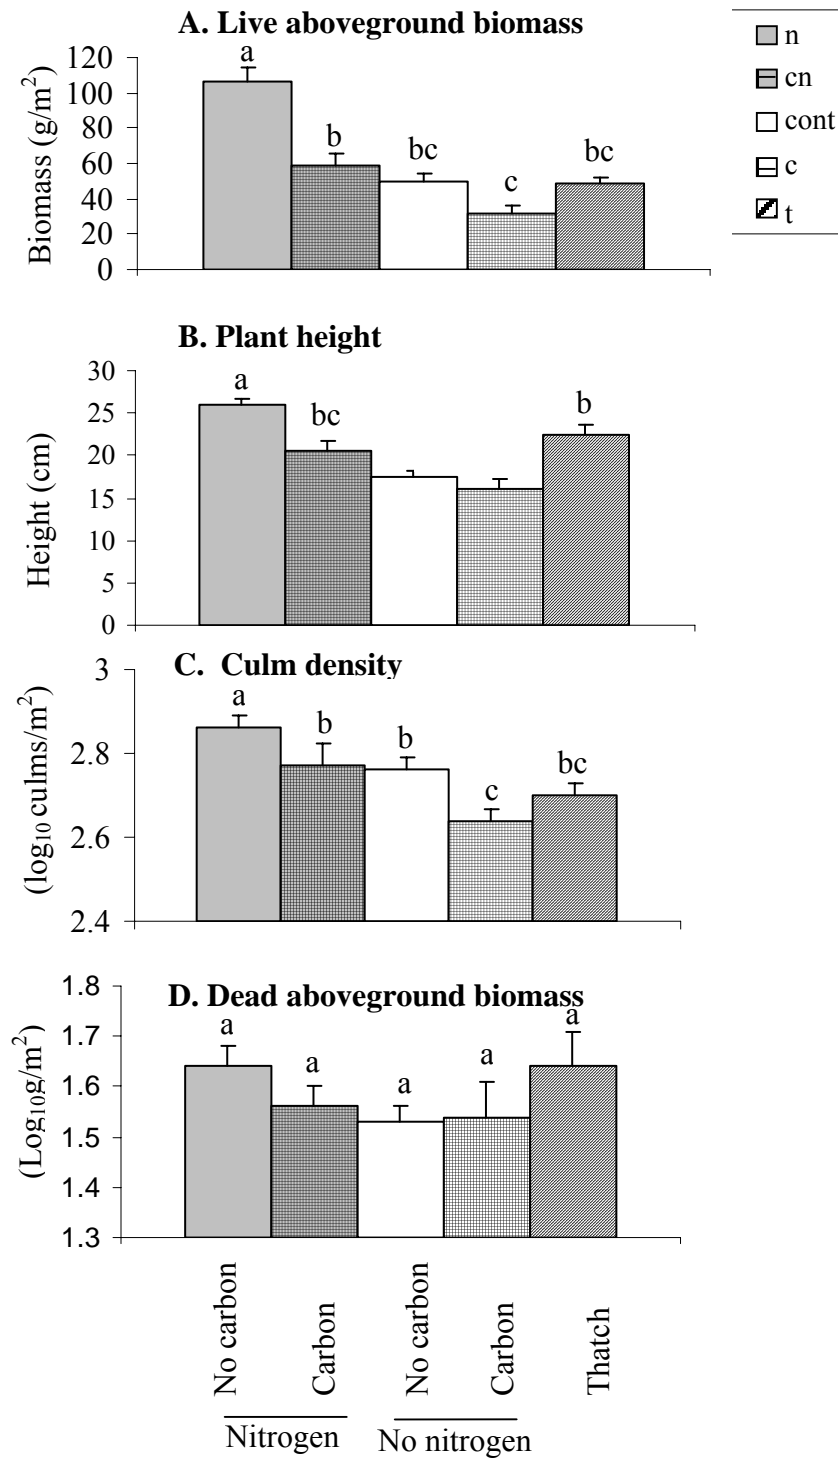 A. Live aboveground biomass
Biomass (g/m²)
120
100
80
60
40
20
0
a
b
bc
c
bc
n
cn
cont
c
t
B. Plant height
Height (cm)
30
25
20
15
10
5
0
a
bc
b
C. Culm density
(log₁₀ culms/m²)
3
2.8
2.6
2.4
a
b
b
c
bc
D. Dead aboveground biomass
(Log₁₀g/m²)
1.8
1.7
1.6
1.5
1.4
1.3
a
a
a
a
a
No carbon
Carbon
No carbon
Carbon
Thatch
Nitrogen
No nitrogen